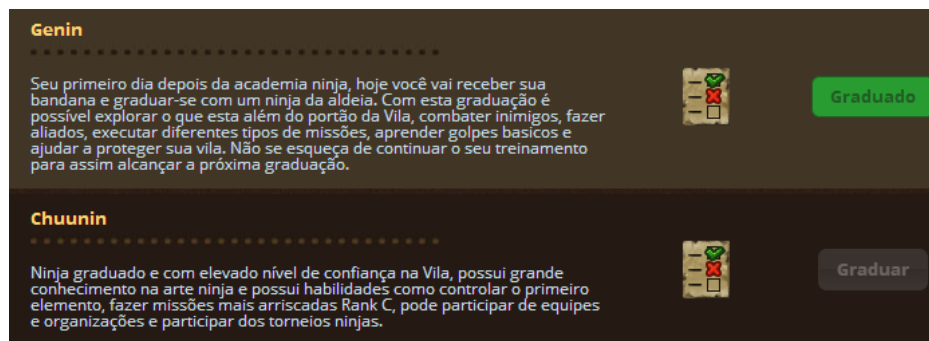 Genin
Seu primeiro dia depois da academia ninja, hoje você vai receber sua
bandana e graduar-se com um ninja da aldeia. Com esta graduação é
possível explorar o que esta além do portão da Vila, combater inimigos, fazer
aliados, executar diferentes tipos de missões, aprender golpes basicos e
ajudar a proteger sua vila. Não se esqueça de continuar o seu treinamento
para assim alcançar a próxima graduação.
Graduado
Chuunin
Ninja graduado e com elevado nível de confiança na Vila, possui grande
conhecimento na arte ninja e possui habilidades como controlar o primeiro
elemento, fazer missões mais arriscadas Rank C, pode participar de equipes
e organizações e participar dos torneios ninjas.
Graduar